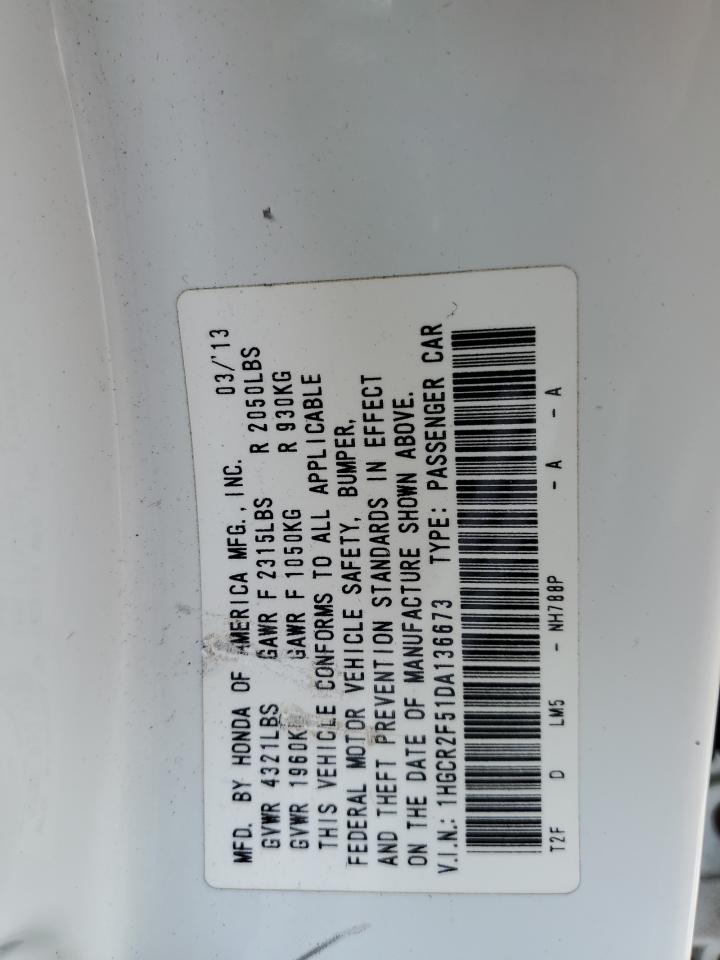 MFD. BY HONDA OF AMERICA MFG., INC. 03/'13
GVWR 4321LBS GAWR F 2315LBS R 2050LBS
GVWR 1960KG GAWR F 1050KG R 930KG
THIS VEHICLE CONFORMS TO ALL APPLICABLE
FEDERAL MOTOR VEHICLE SAFETY, BUMPER,
AND THEFT PREVENTION STANDARDS IN EFFECT
ON THE DATE OF MANUFACTURE SHOWN ABOVE.
V.I.N.: 1HGCR2F51DA136673 TYPE: PASSENGER CAR
T2F D LM5 - NH788P - A - A